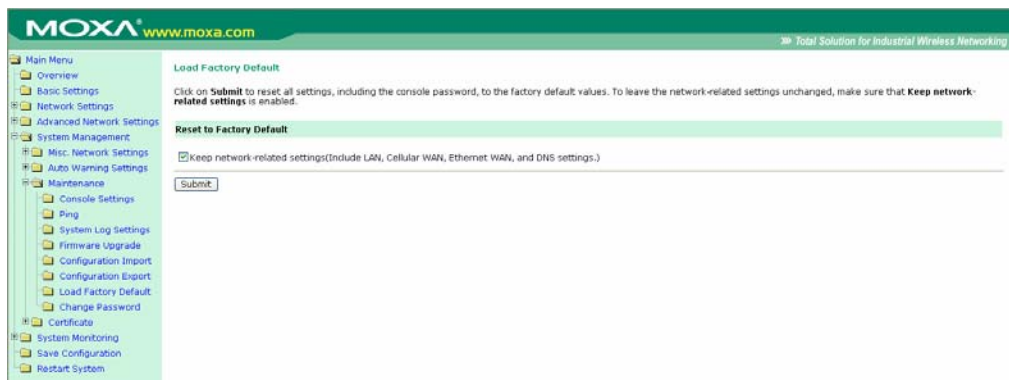 MOXA® www.moxa.com
Total Solution for Industrial Wireless Networking
Main Menu
Overview
Basic Settings
Network Settings
Advanced Network Settings
System Management
Misc. Network Settings
Auto Warning Settings
Maintenance
Console Settings
Ping
System Log Settings
Firmware Upgrade
Configuration Import
Configuration Export
Load Factory Default
Change Password
Certificate
System Monitoring
Save Configuration
Restart System
Load Factory Default
Click on Submit to reset all settings, including the console password, to the factory default values. To leave the network-related settings unchanged, make sure that Keep network-
related settings is enabled.
Reset to Factory Default
Keep network-related settings(Include LAN, Cellular WAN, Ethernet WAN, and DNS settings.)
Submit